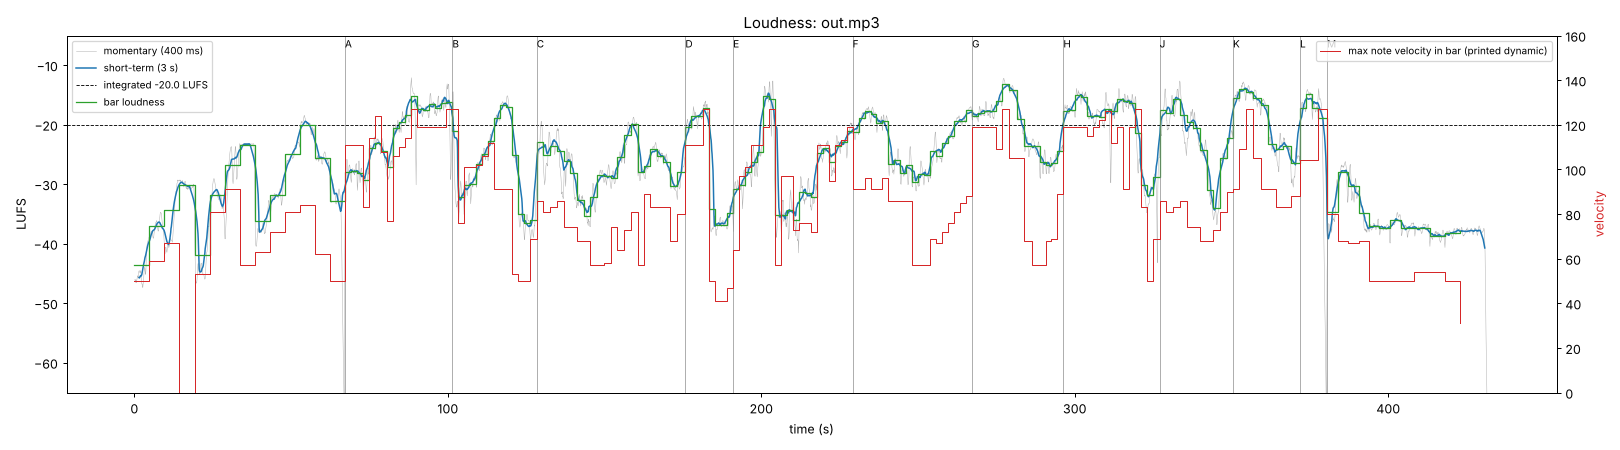 Loudness: out.mp3
momentary (400 ms)
short-term (3 s)
integrated -20.0 LUFS
bar loudness
max note velocity in bar (printed dynamic)
A B C D E F G H J K L M
−10
−20
−30
−40
−50
−60
LUFS
160
140
120
100
80
60
40
20
0
velocity
0 100 200 300 400
time (s)